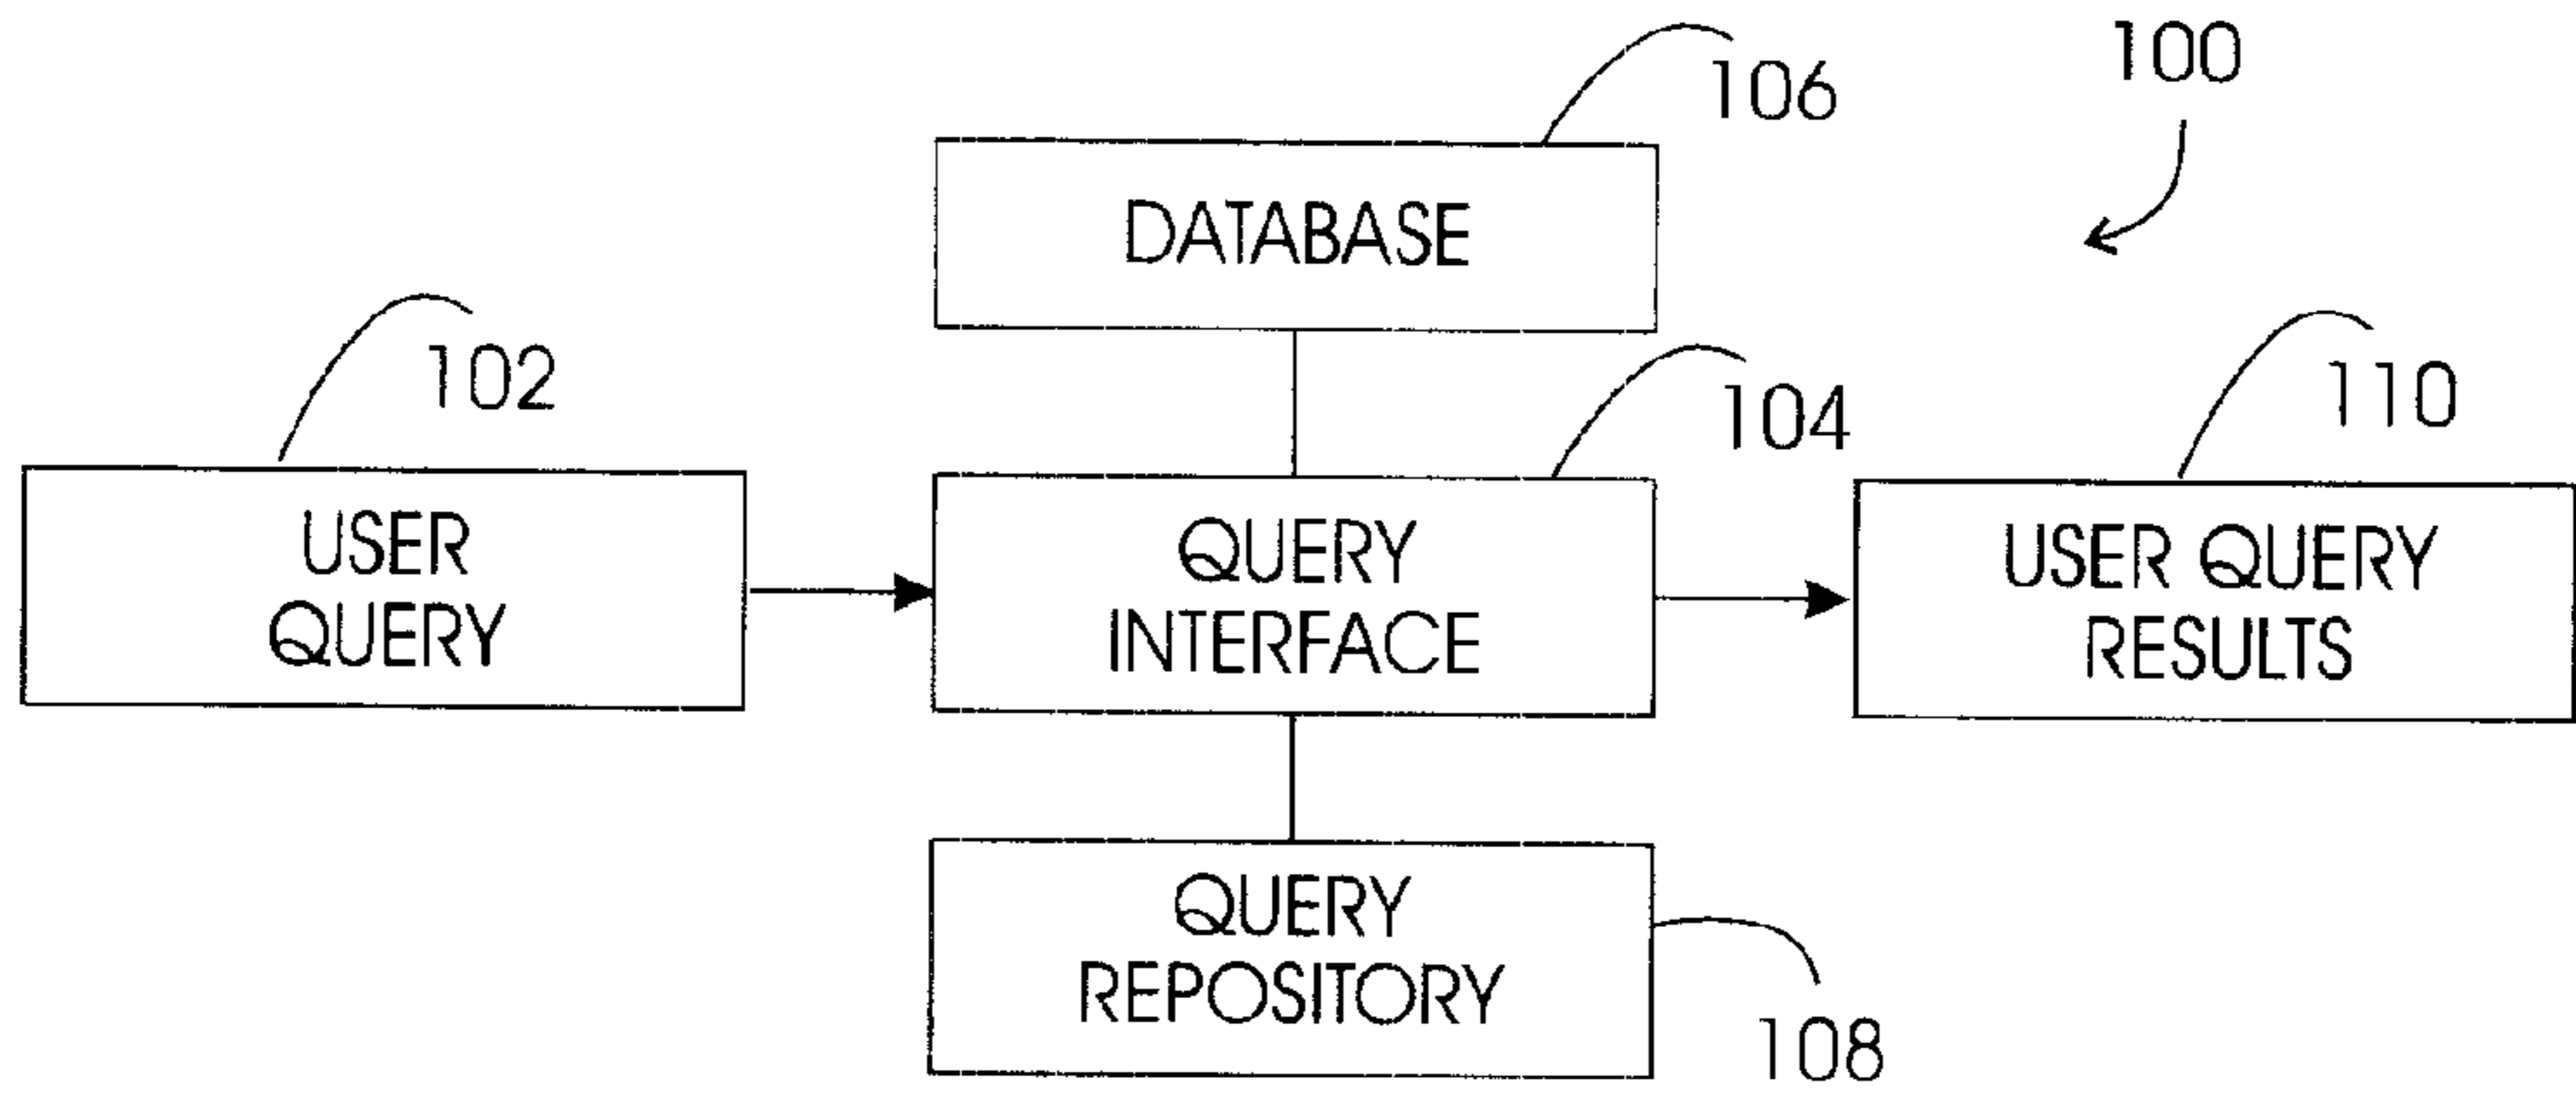 100
106
DATABASE
102
104
110
USER
QUERY
QUERY
INTERFACE
USER QUERY
RESULTS
QUERY
REPOSITORY
108